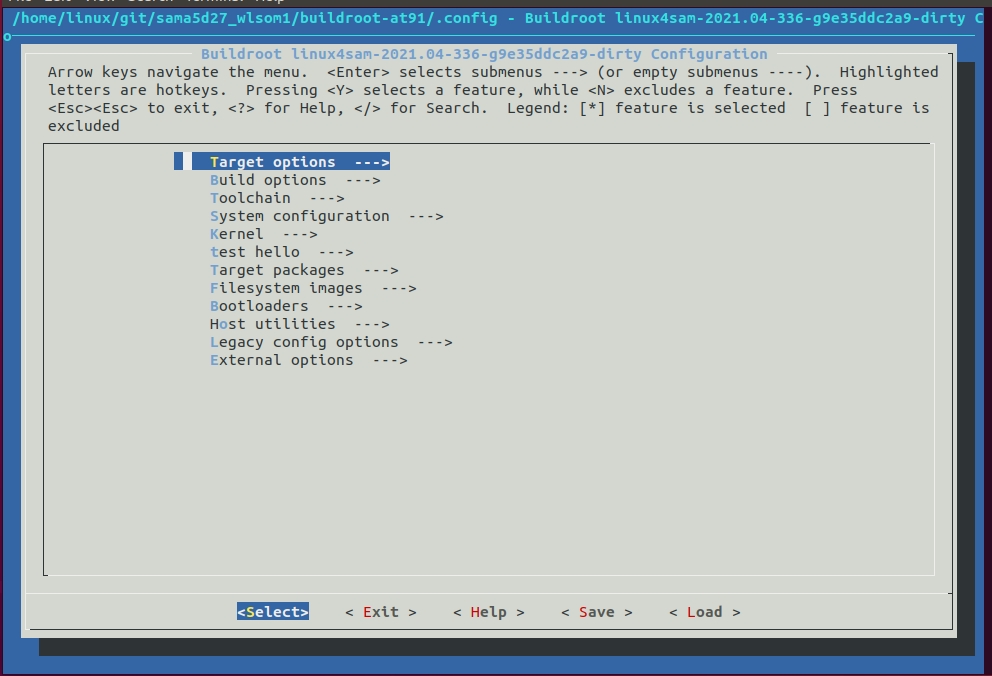 /home/linux/git/sama5d27_wlsom1/buildroot-at91/.config - Buildroot linux4sam-2021.04-336-g9e35ddc2a9-dirty C
o
Buildroot linux4sam-2021.04-336-g9e35ddc2a9-dirty Configuration
Arrow keys navigate the menu.  <Enter> selects submenus ---> (or empty submenus ----).  Highlighted
letters are hotkeys.  Pressing <Y> selects a feature, while <N> excludes a feature.  Press
<Esc><Esc> to exit, <?> for Help, </> for Search.  Legend: [*] feature is selected  [ ] feature is
excluded
Target options  --->
Build options  --->
Toolchain  --->
System configuration  --->
Kernel  --->
test hello  --->
Target packages  --->
Filesystem images  --->
Bootloaders  --->
Host utilities  --->
Legacy config options  --->
External options  --->
<Select>    < Exit >    < Help >    < Save >    < Load >